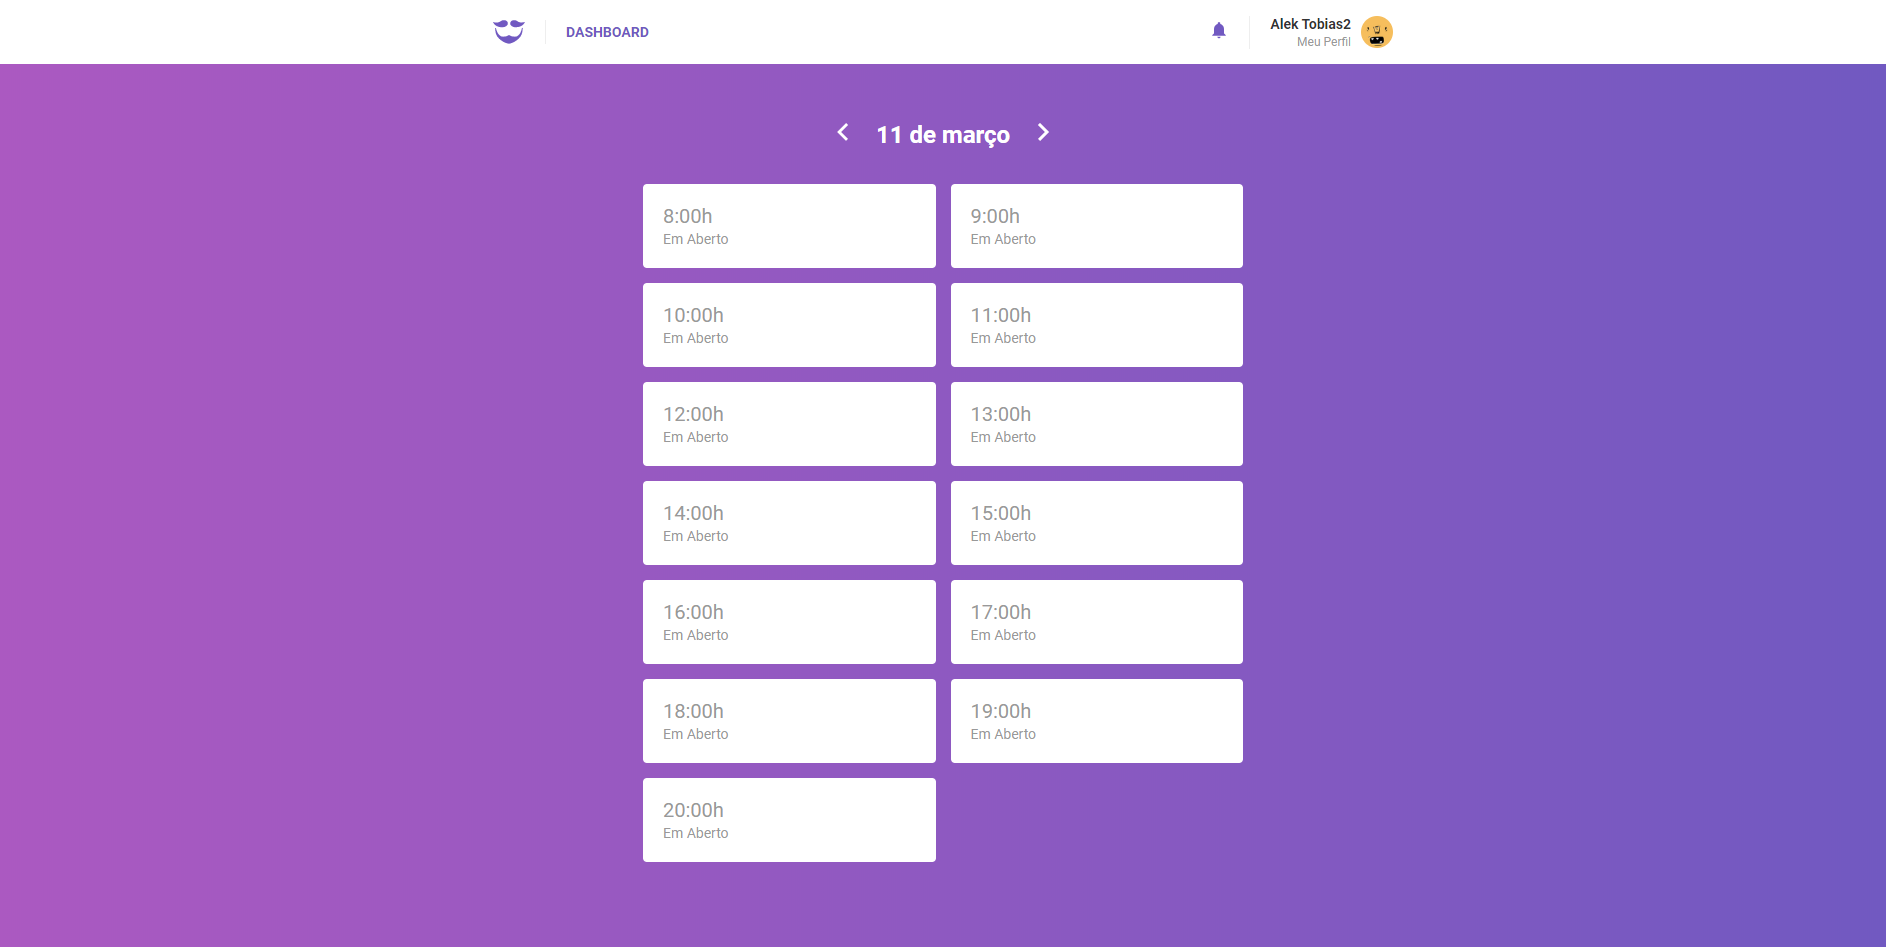 DASHBOARD
Alek Tobias2
Meu Perfil
11 de março
8:00h
Em Aberto
9:00h
Em Aberto
10:00h
Em Aberto
11:00h
Em Aberto
12:00h
Em Aberto
13:00h
Em Aberto
14:00h
Em Aberto
15:00h
Em Aberto
16:00h
Em Aberto
17:00h
Em Aberto
18:00h
Em Aberto
19:00h
Em Aberto
20:00h
Em Aberto